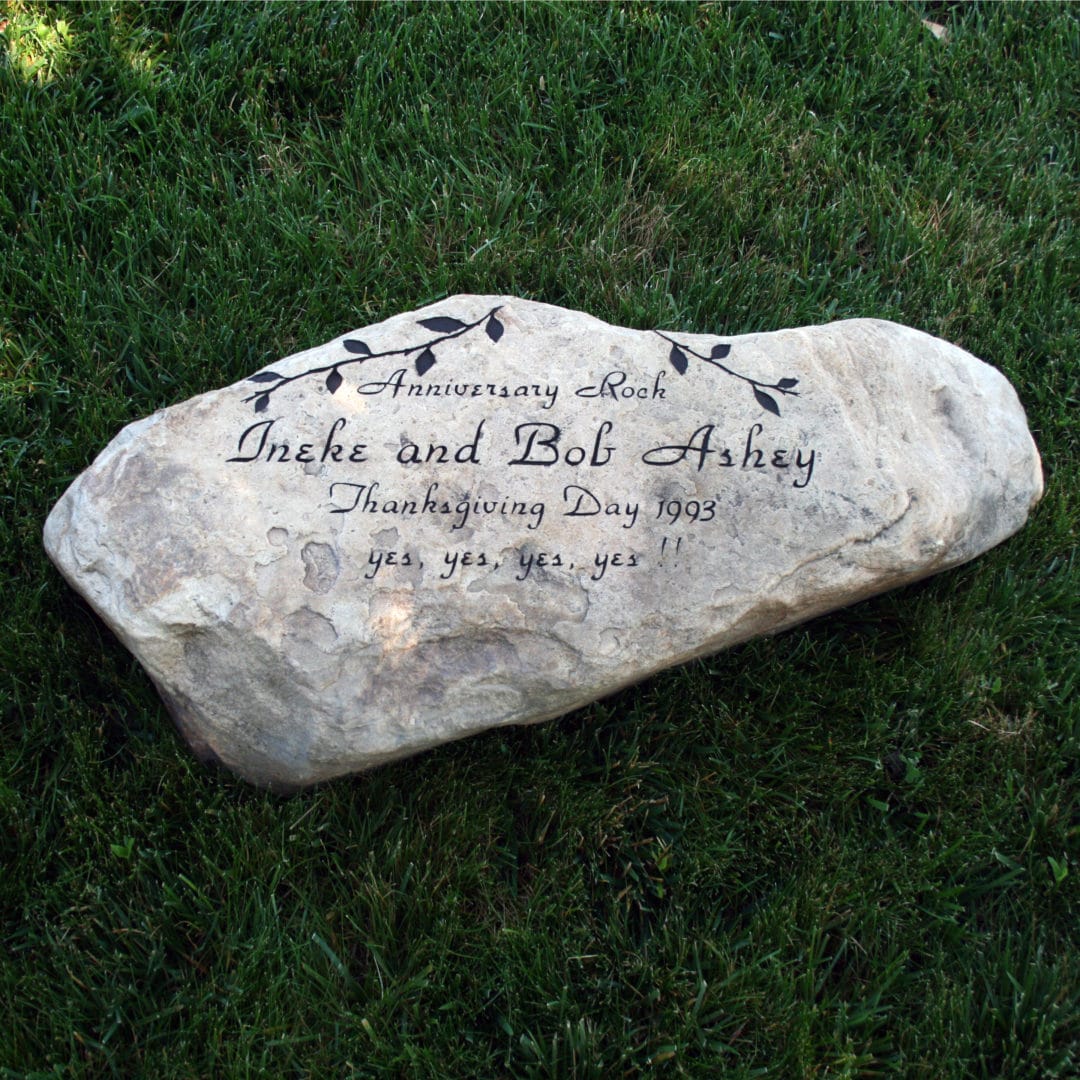 Anniversary Rock
Ineke and Bob Ashey
Thanksgiving Day 1993
yes, yes, yes, yes !!